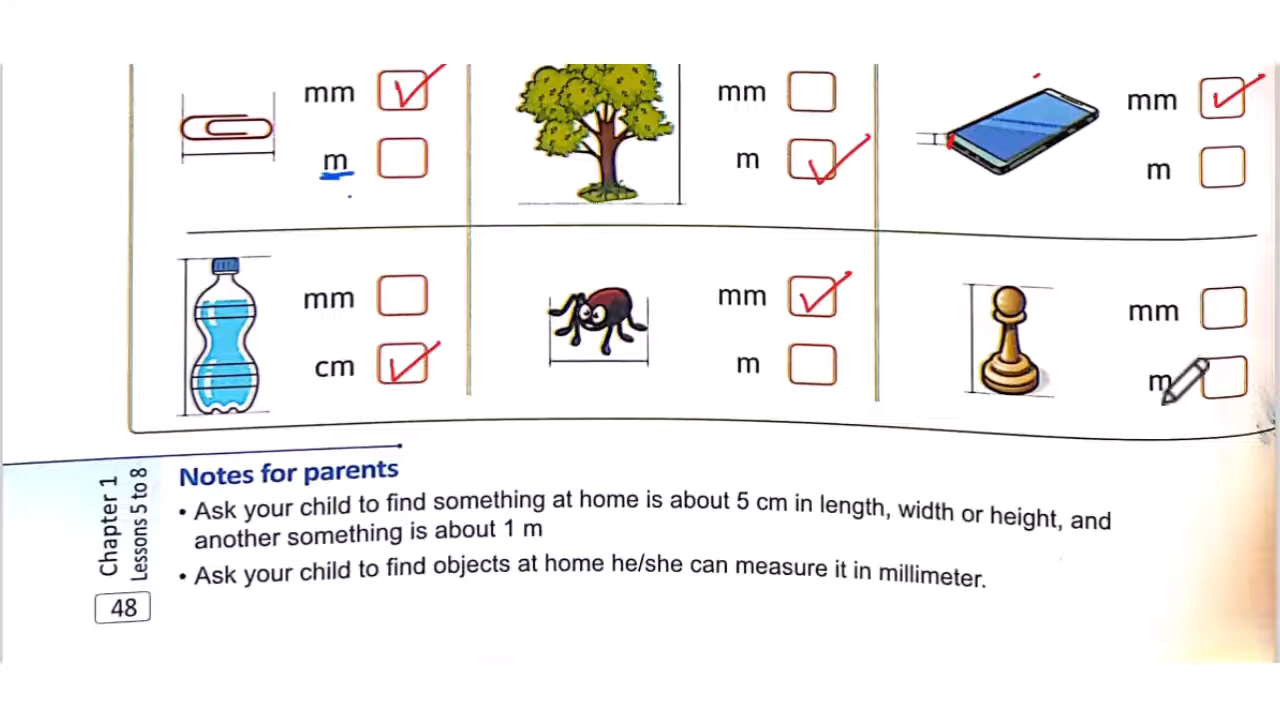 mm
mm
mm
m
m
m
mm
mm
mm
cm
m
m
Notes for parents
• Ask your child to find something at home is about 5 cm in length, width or height, and
another something is about 1 m
• Ask your child to find objects at home he/she can measure it in millimeter.
Chapter 1
Lessons 5 to 8
48